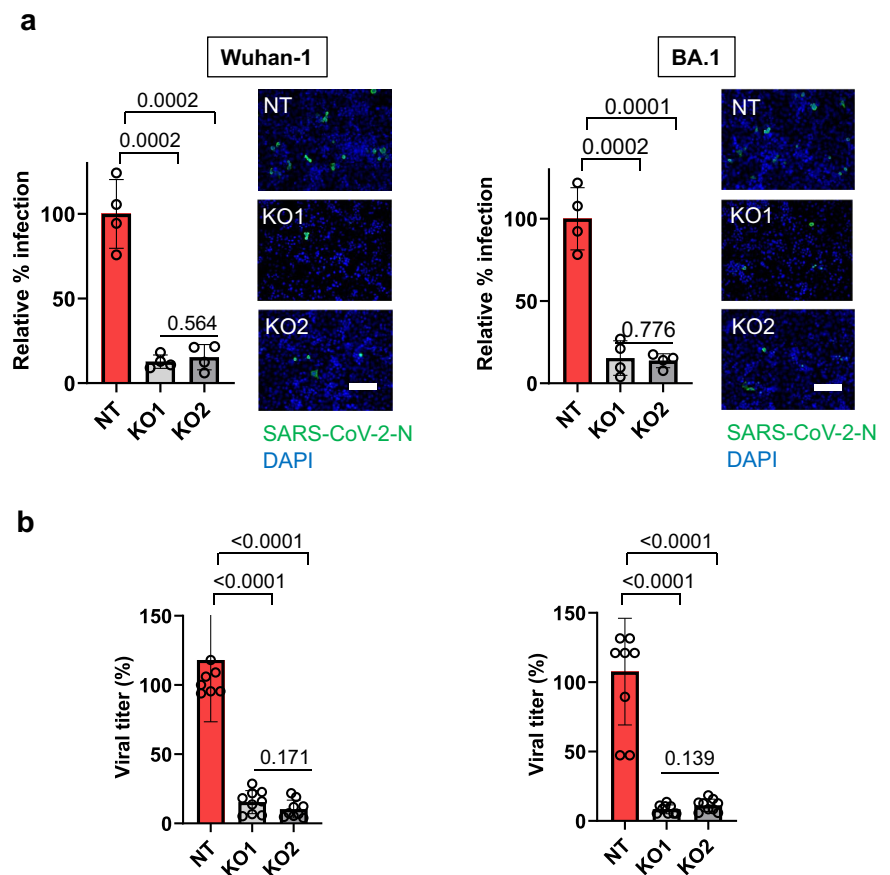 a
Wuhan-1
0.0002
0.0002
Relative % infection
100
50
0
0.564
NT
KO1
KO2
NT
KO1
KO2
SARS-CoV-2-N
DAPI
BA.1
0.0001
0.0002
Relative % infection
100
50
0
0.776
NT
KO1
KO2
NT
KO1
KO2
SARS-CoV-2-N
DAPI
b
<0.0001
<0.0001
Viral titer (%)
150
100
50
0
0.171
NT
KO1
KO2
<0.0001
<0.0001
Viral titer (%)
150
100
50
0
0.139
NT
KO1
KO2